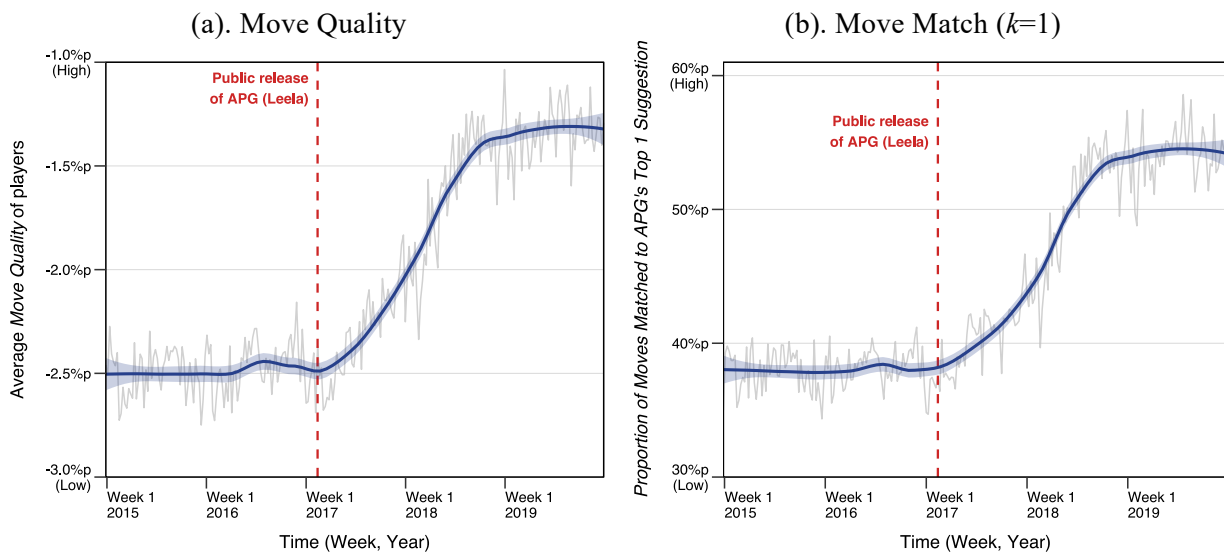 (a). Move Quality
-1.0%p
(High)
-1.5%p
-2.0%p
-2.5%p
-3.0%p
(Low)
Average Move Quality of players
Public release
of APG (Leela)
Week 1
2015
Week 1
2016
Week 1
2017
Week 1
2018
Week 1
2019
Time (Week, Year)
(b). Move Match (k=1)
60%p
(High)
50%p
40%p
30%p
(Low)
Proportion of Moves Matched to APG's Top 1 Suggestion
Public release
of APG (Leela)
Week 1
2015
Week 1
2016
Week 1
2017
Week 1
2018
Week 1
2019
Time (Week, Year)